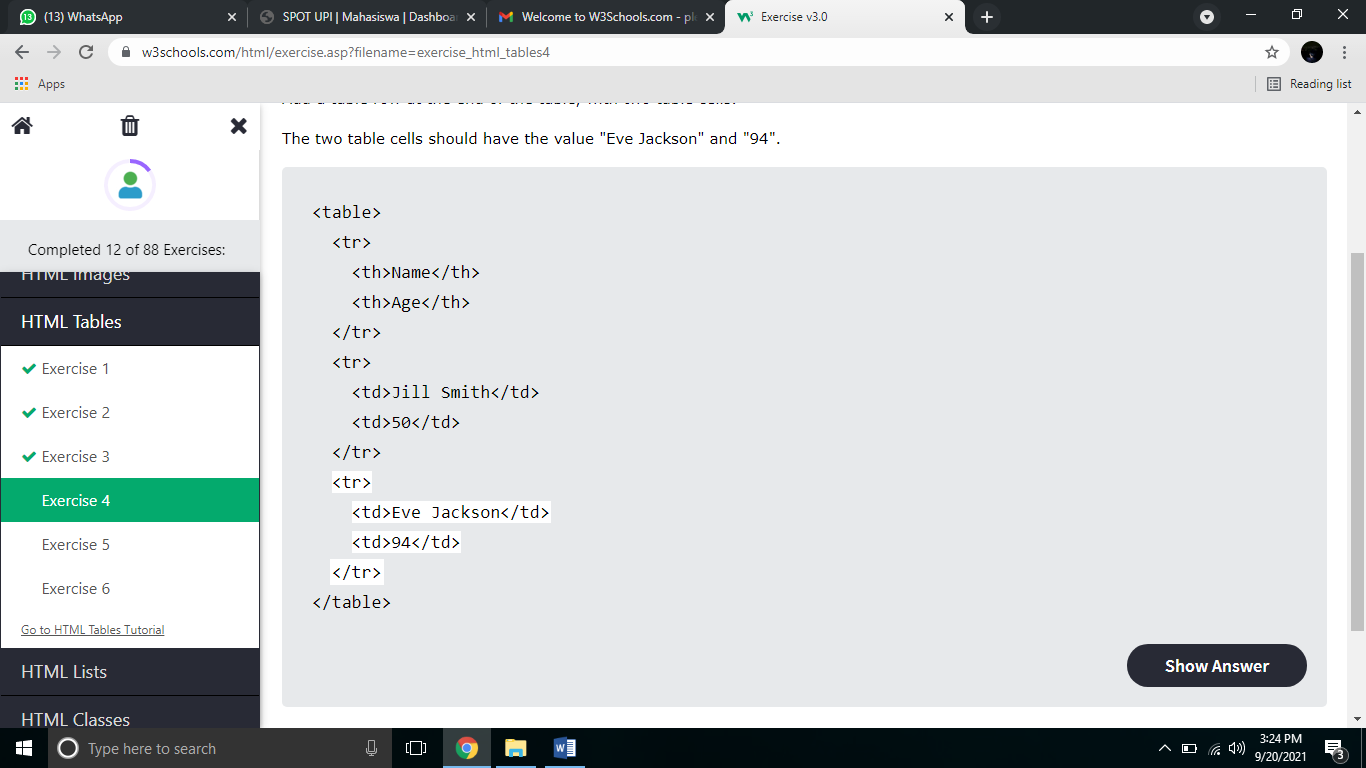 (13) WhatsApp
SPOT UPI | Mahasiswa | Dashboa
Welcome to W3Schools.com - pl
Exercise v3.0
w3schools.com/html/exercise.asp?filename=exercise_html_tables4
Apps
Reading list
Completed 12 of 88 Exercises:
HTML Images
HTML Tables
Exercise 1
Exercise 2
Exercise 3
Exercise 4
Exercise 5
Exercise 6
Go to HTML Tables Tutorial
HTML Lists
HTML Classes
The two table cells should have the value "Eve Jackson" and "94".
<table>
<tr>
<th>Name</th>
<th>Age</th>
</tr>
<tr>
<td>Jill Smith</td>
<td>50</td>
</tr>
<tr>
<td>Eve Jackson</td>
<td>94</td>
</tr>
</table>
Show Answer
Type here to search
3:24 PM
9/20/2021
3